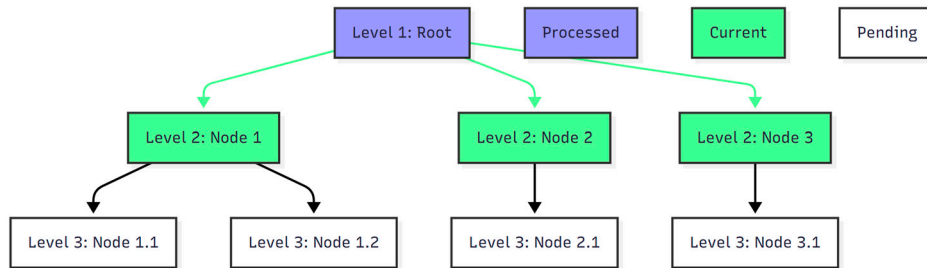 Level 1: Root
Processed
Current
Pending
Level 2: Node 1
Level 2: Node 2
Level 2: Node 3
Level 3: Node 1.1
Level 3: Node 1.2
Level 3: Node 2.1
Level 3: Node 3.1